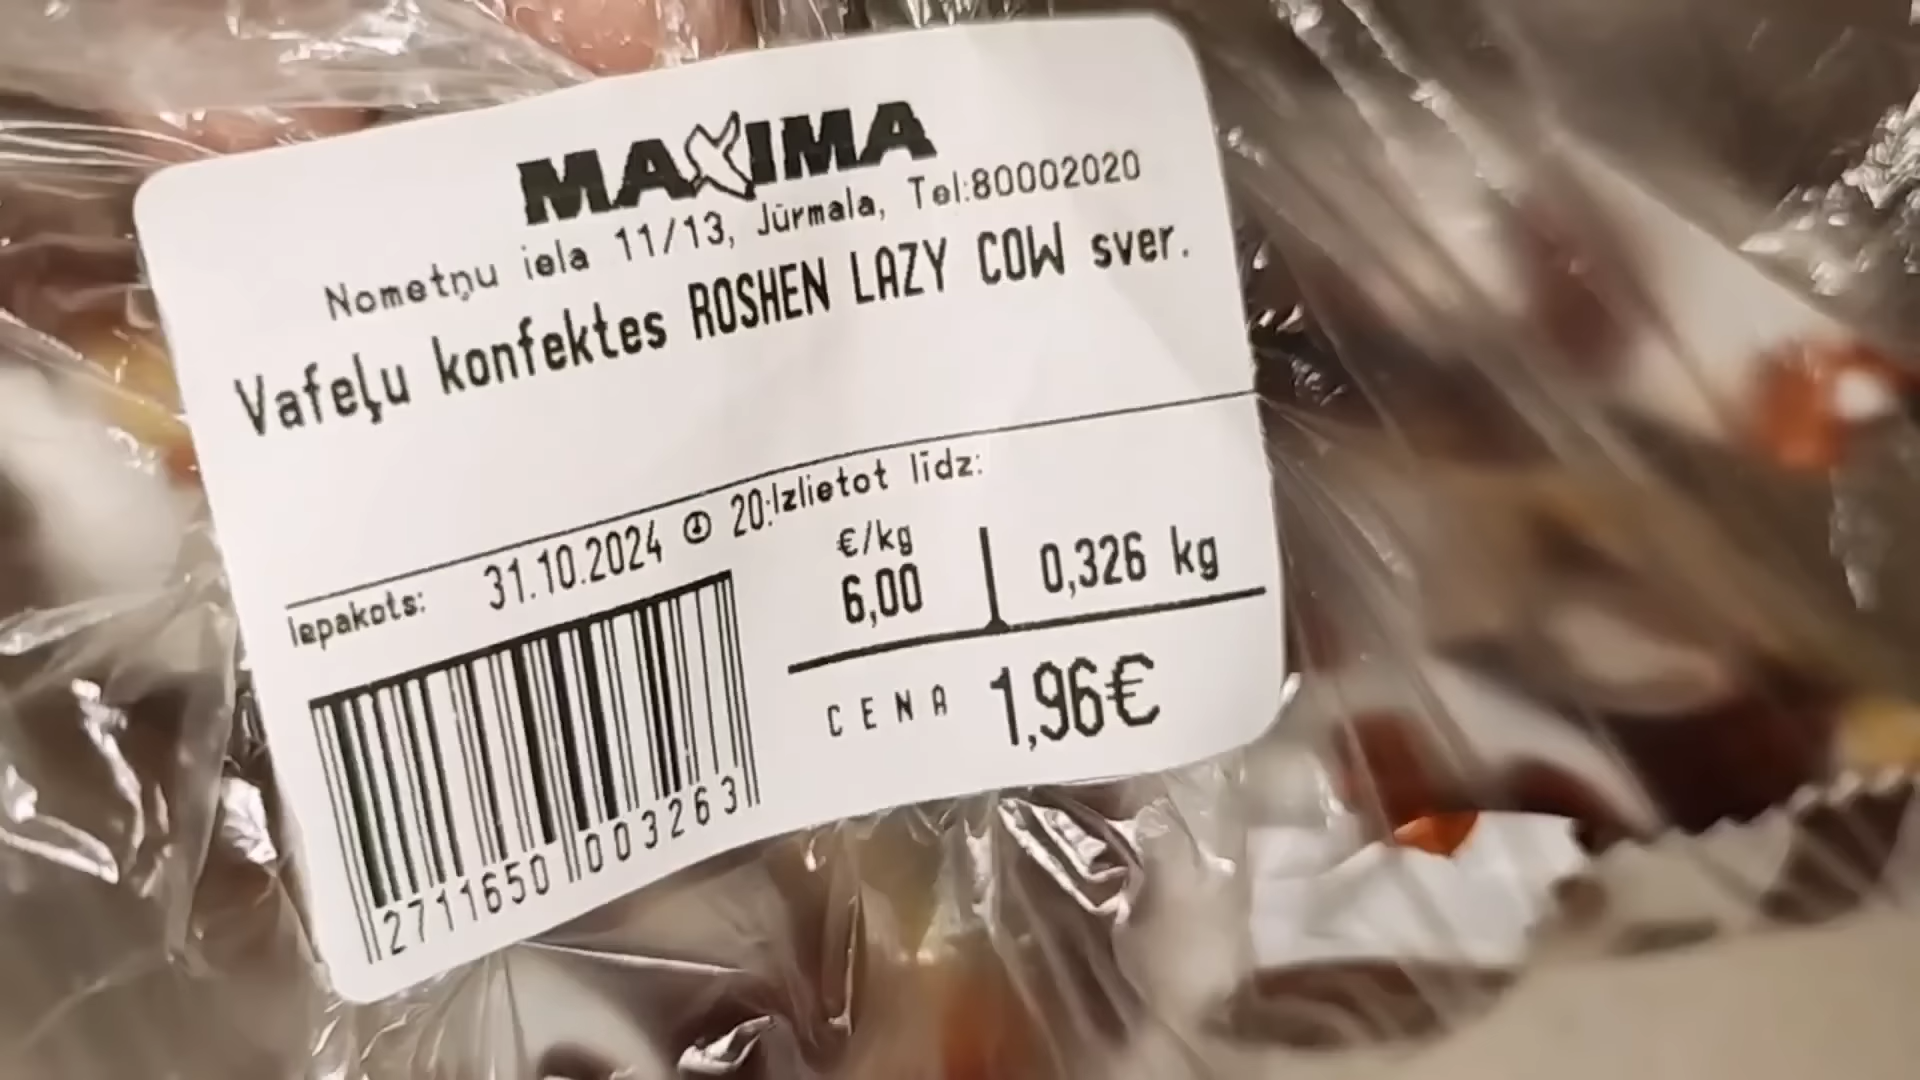 MAXIMA
Nometņu iela 11/13, Jūrmala, Tel:80002020
Vafeļu konfektes ROSHEN LAZY COW sver.
Iepakots: 31.10.2024 20:Izlietot līdz:
€/kg
6,00 0,326 kg
CENA 1,96€
2711650 003263